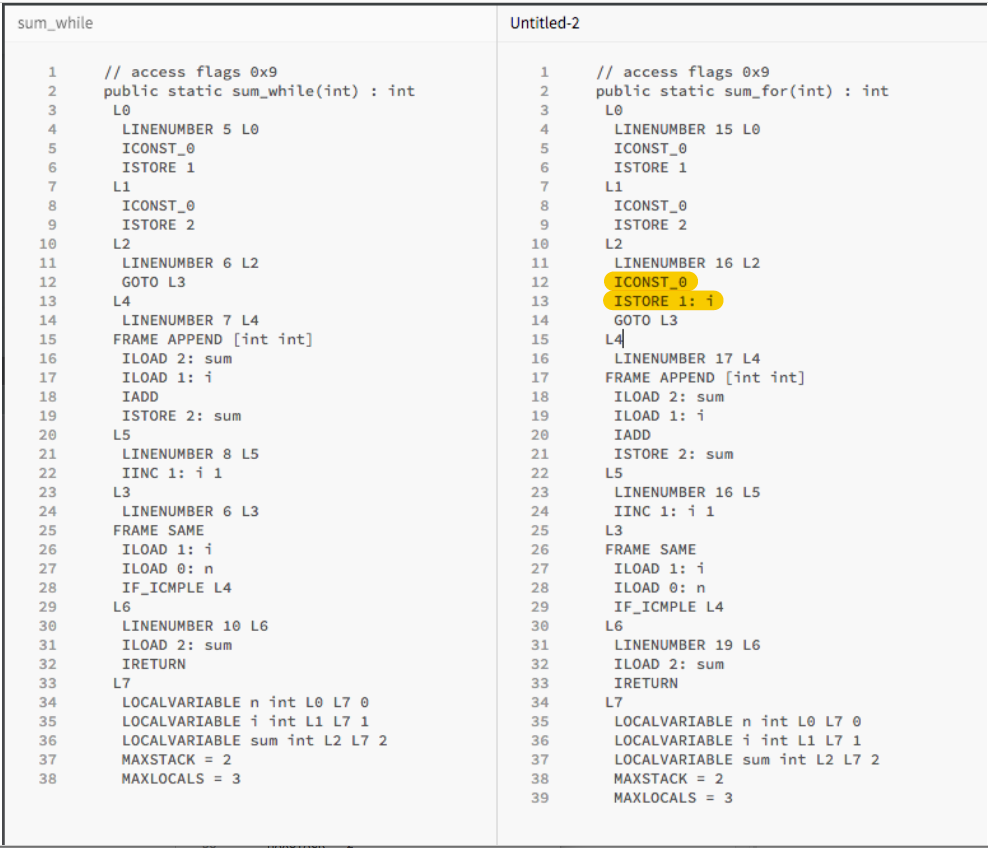 sum_while
1 // access flags 0x9
2 public static sum_while(int) : int
3 L0
4 LINENUMBER 5 L0
5 ICONST_0
6 ISTORE 1
7 L1
8 ICONST_0
9 ISTORE 2
10 L2
11 LINENUMBER 6 L2
12 GOTO L3
13 L4
14 LINENUMBER 7 L4
15 FRAME APPEND [int int]
16 ILOAD 2: sum
17 ILOAD 1: i
18 IADD
19 ISTORE 2: sum
20 L5
21 LINENUMBER 8 L5
22 IINC 1: i 1
23 L3
24 LINENUMBER 6 L3
25 FRAME SAME
26 ILOAD 1: i
27 ILOAD 0: n
28 IF_ICMPLE L4
29 L6
30 LINENUMBER 10 L6
31 ILOAD 2: sum
32 IRETURN
33 L7
34 LOCALVARIABLE n int L0 L7 0
35 LOCALVARIABLE i int L1 L7 1
36 LOCALVARIABLE sum int L2 L7 2
37 MAXSTACK = 2
38 MAXLOCALS = 3
Untitled-2
1 // access flags 0x9
2 public static sum_for(int) : int
3 L0
4 LINENUMBER 15 L0
5 ICONST_0
6 ISTORE 1
7 L1
8 ICONST_0
9 ISTORE 2
10 L2
11 LINENUMBER 16 L2
12 ICONST_0
13 ISTORE 1: i
14 GOTO L3
15 L4
16 LINENUMBER 17 L4
17 FRAME APPEND [int int]
18 ILOAD 2: sum
19 ILOAD 1: i
20 IADD
21 ISTORE 2: sum
22 L5
23 LINENUMBER 16 L5
24 IINC 1: i 1
25 L3
26 FRAME SAME
27 ILOAD 1: i
28 ILOAD 0: n
29 IF_ICMPLE L4
30 L6
31 LINENUMBER 19 L6
32 ILOAD 2: sum
33 IRETURN
34 L7
35 LOCALVARIABLE n int L0 L7 0
36 LOCALVARIABLE i int L1 L7 1
37 LOCALVARIABLE sum int L2 L7 2
38 MAXSTACK = 2
39 MAXLOCALS = 3